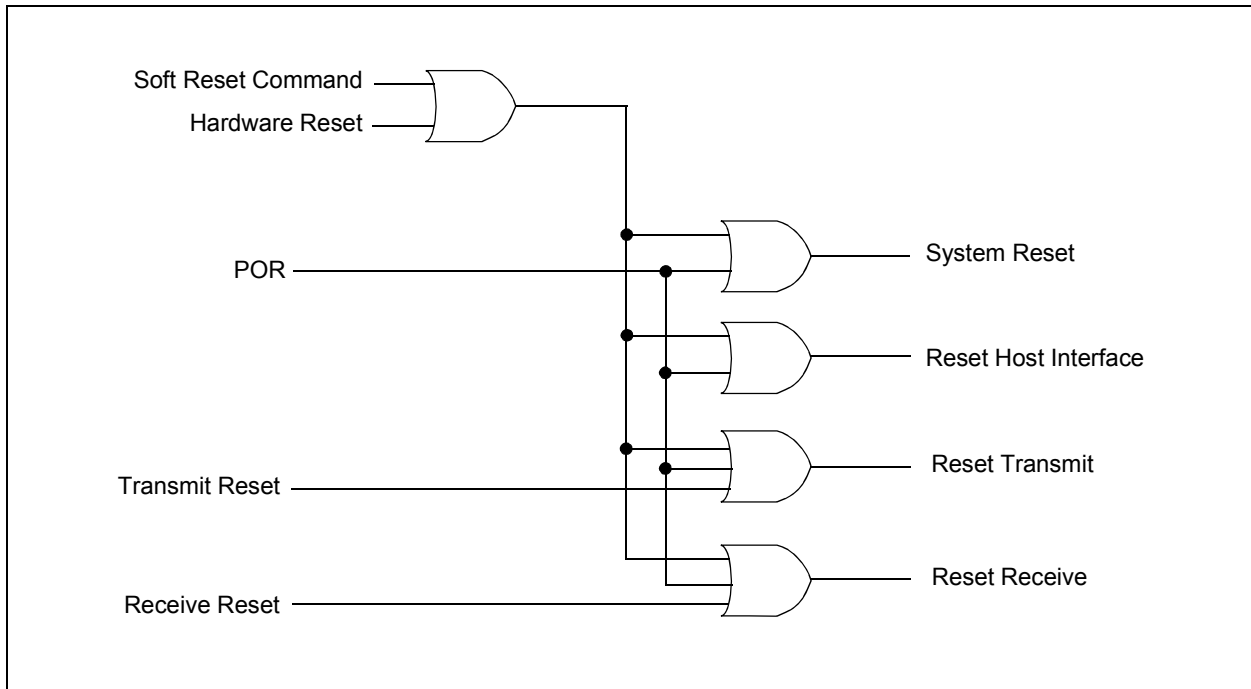 Soft Reset Command
Hardware Reset
System Reset
POR
Reset Host Interface
Reset Transmit
Transmit Reset
Reset Receive
Receive Reset